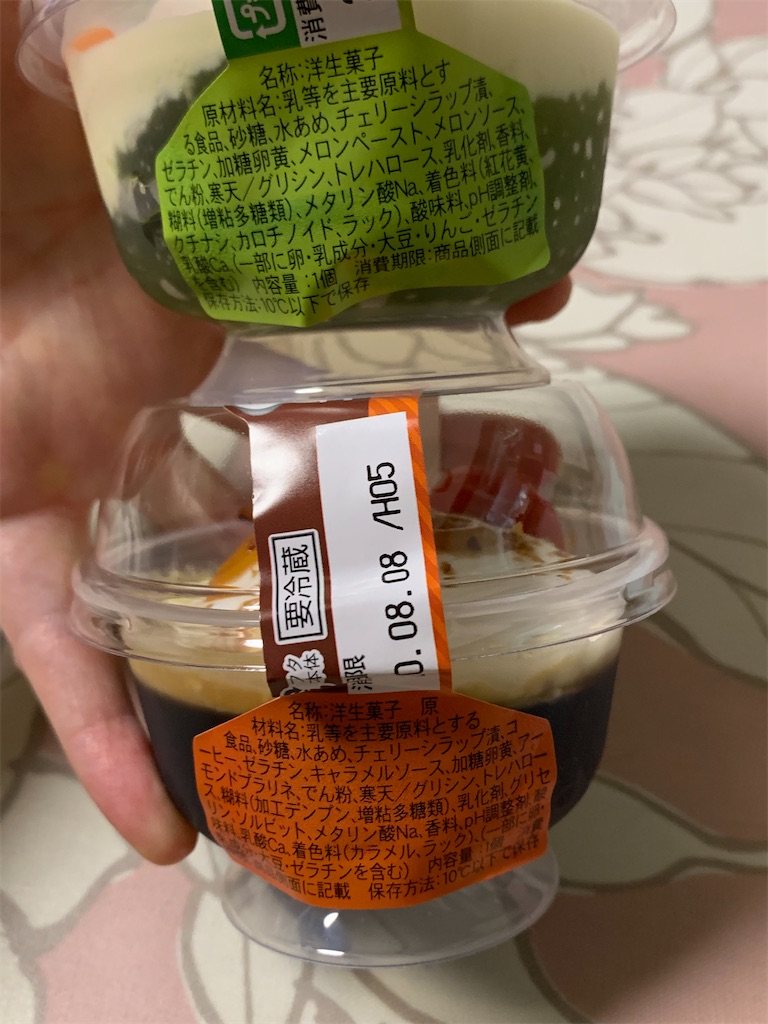 プラ
消費
名称:洋生菓子
原材料名:乳等を主要原料とす
る食品、砂糖、水あめ、チェリーシラップ漬、
ゼラチン、加糖卵黄、メロンペースト、メロンソース、
でん粉、寒天/グリシン、トレハロース、乳化剤、香料、
糊料(増粘多糖類)、メタリン酸Na、着色料(紅花黄、
クチナシ、カロチノイド、ラック)、酸味料、pH調整剤、
乳酸Ca、(一部に卵・乳成分・大豆・りんご・ゼラチン
を含む) 内容量:1個 消費期限:商品側面に記載
保存方法:10℃以下で保存
要冷蔵
フタ
本体
限
0.08.08 /H05
名称:洋生菓子 原
材料名:乳等を主要原料とする
食品、砂糖、水あめ、チェリーシラップ漬、コ
ーヒー、ゼラチン、キャラメルソース、加糖卵黄、アー
モンドプラリネ、でん粉、寒天/グリシン、トレハロー
ス、糊料(加工デンプン、増粘多糖類)、乳化剤、グリセ
リン、ソルビット、メタリン酸Na、香料、pH調整剤、酸
味料、乳酸Ca、着色料(カラメル、ラック)、(一部に卵
大豆・ゼラチンを含む) 内容量:1個 消費
面に記載 保存方法:10℃以下で保存